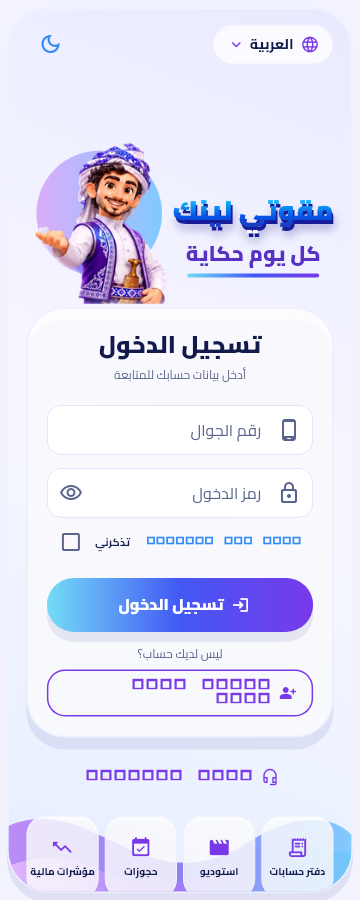 العربية
مقوتي لينك
كل يوم حكاية
تسجيل الدخول
أدخل بيانات حسابك للمتابعة
رقم الجوال
رمز الدخول
تذكرني
تسجيل الدخول
ليس لديك حساب؟
دفتر حسابات
استوديو
حجوزات
مؤشرات مالية